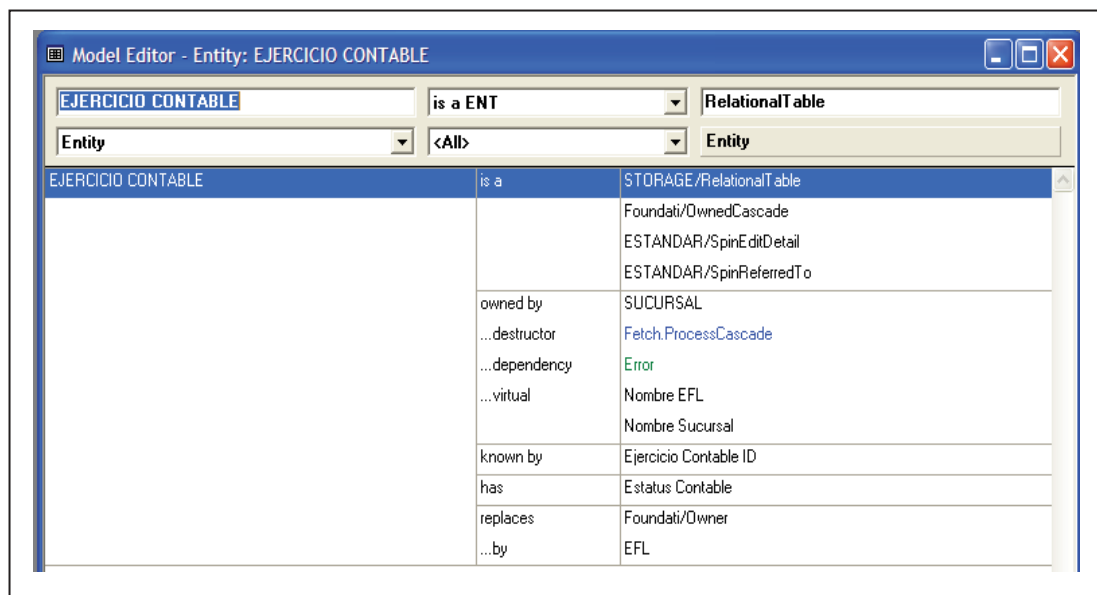 Model Editor - Entity: EJERCICIO CONTABLE
EJERCICIO CONTABLE is a ENT RelationalTable
Entity <All> Entity
EJERCICIO CONTABLE is a STORAGE/RelationalTable
Foundati/OwnedCascade
ESTANDAR/SpinEditDetail
ESTANDAR/SpinReferredTo
owned by SUCURSAL
...destructor Fetch.ProcessCascade
...dependency Error
...virtual Nombre EFL
Nombre Sucursal
known by Ejercicio Contable ID
has Estatus Contable
replaces Foundati/Owner
...by EFL